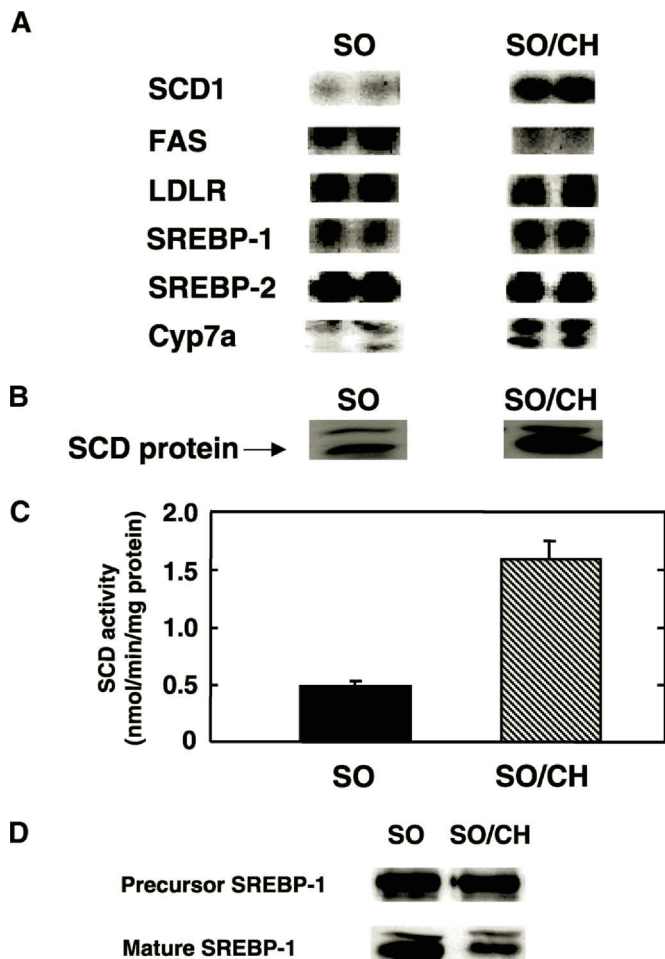 A
SO SO/CH
SCD1
FAS
LDLR
SREBP-1
SREBP-2
Cyp7a
B
SO SO/CH
SCD protein
C
SCD activity
(nmol/min/mg protein)
2.0
1.5
1.0
0.5
0
SO SO/CH
D
SO SO/CH
Precursor SREBP-1
Mature SREBP-1